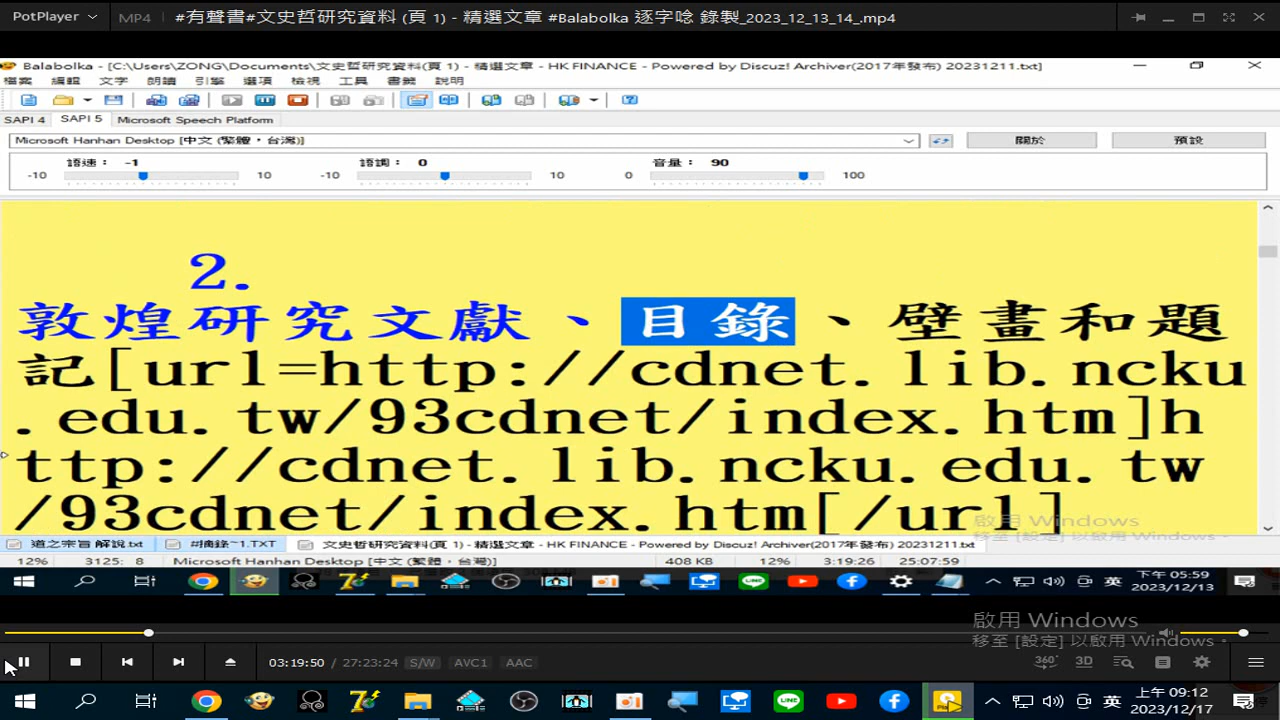 PotPlayer MP4 #有聲書#文史哲研究資料 (頁 1) - 精選文章 #Balabolka 逐字唸 錄製_2023_12_13_14_.mp4
Balabolka - [C:\Users\ZONG\Documents\文史哲研究資料(頁 1) - 精選文章 - HK FINANCE - Powered by Discuz! Archiver(2017年發布) 20231211.txt]
檔案 編輯 文字 朗讀 引擎 選項 檢視 工具 書籤 說明
SAPI 4 SAPI 5 Microsoft Speech Platform
Microsoft Hanhan Desktop [中文 (繁體，台灣)] 關於 預設
語速： -1 語調： 0 音量： 90
-10 10 -10 10 0 100
2.
敦煌研究文獻、目錄、壁畫和題
記[url=http://cdnet.lib.ncku
.edu.tw/93cdnet/index.htm]h
ttp://cdnet.lib.ncku.edu.tw
/93cdnet/index.htm[/url]
啟用 Windows
移至 [設定] 以啟用 Windows。
道之宗旨 解說.txt #摘錄~1.TXT 文史哲研究資料(頁 1) - 精選文章 - HK FINANCE - Powered by Discuz! Archiver(2017年發布) 20231211.txt
12% 3125: 8 Microsoft Hanhan Desktop [中文 (繁體，台灣)] 408 KB 12% 3:19:26 25:07:59
英 下午 05:59
2023/12/13
啟用 Windows
移至 [設定] 以啟用 Windows。
03:19:50 / 27:23:24 S/W AVC1 AAC 360° 3D
英 上午 09:12
2023/12/17